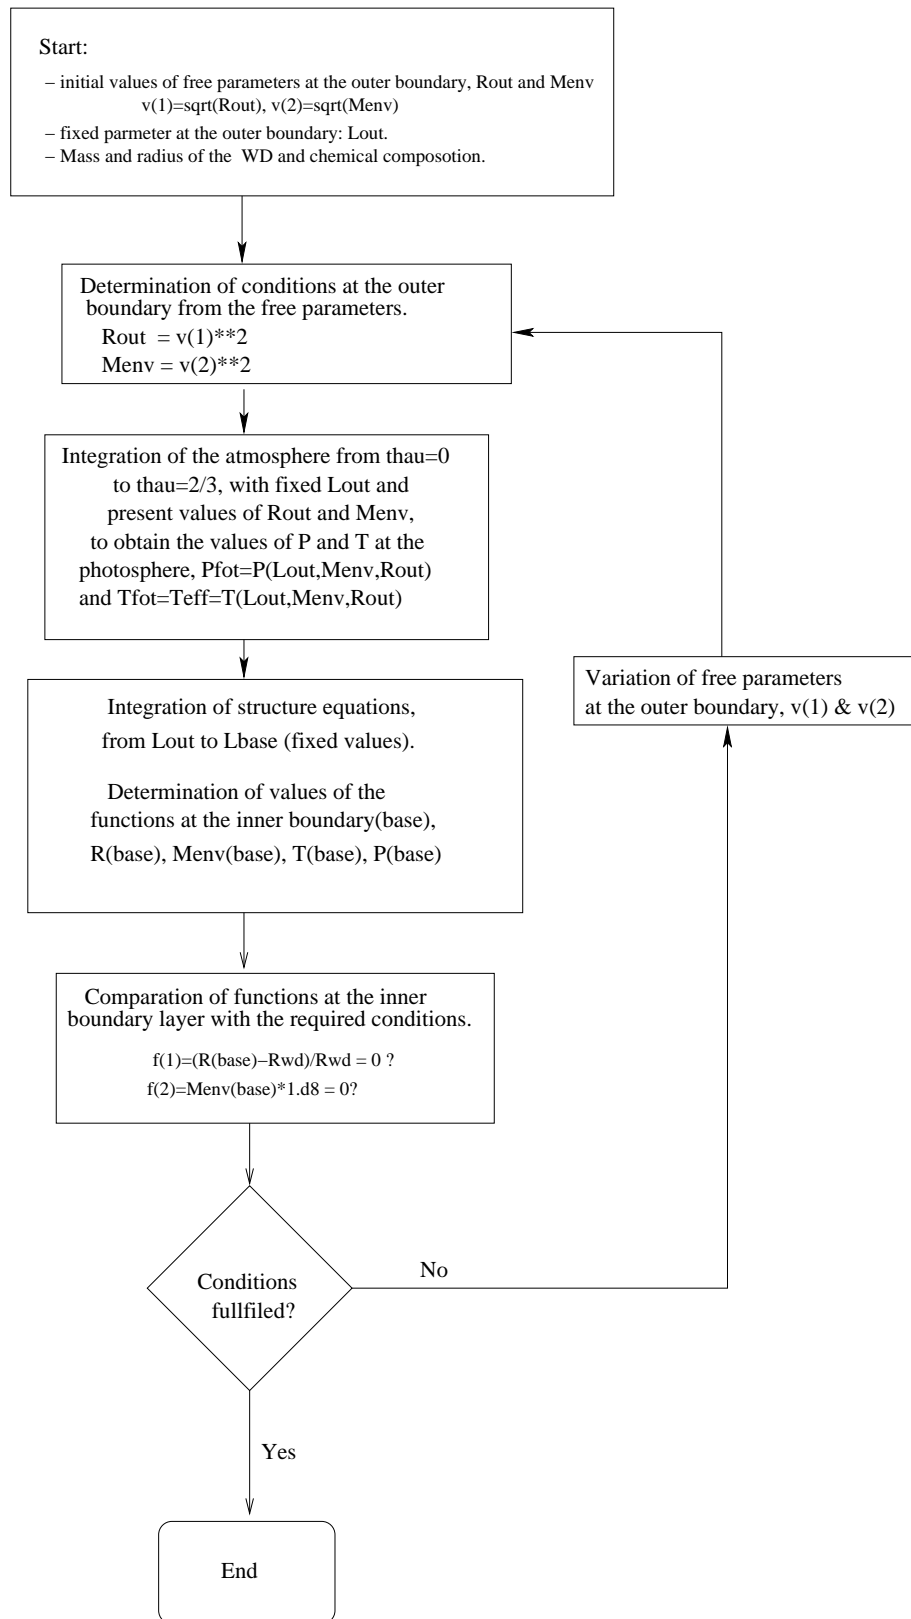 Start:
– initial values of free parameters at the outer boundary, Rout and Menv
v(1)=sqrt(Rout), v(2)=sqrt(Menv)
– fixed parmeter at the outer boundary: Lout.
– Mass and radius of the WD and chemical composotion.
Determination of conditions at the outer
boundary from the free parameters.
Rout = v(1)**2
Menv = v(2)**2
Integration of the atmosphere from thau=0
to thau=2/3, with fixed Lout and
present values of Rout and Menv,
to obtain the values of P and T at the
photosphere, Pfot=P(Lout,Menv,Rout)
and Tfot=Teff=T(Lout,Menv,Rout)
Integration of structure equations,
from Lout to Lbase (fixed values).
Determination of values of the
functions at the inner boundary(base),
R(base), Menv(base), T(base), P(base)
Variation of free parameters
at the outer boundary, v(1) & v(2)
Comparation of functions at the inner
boundary layer with the required conditions.
f(1)=(R(base)–Rwd)/Rwd = 0 ?
f(2)=Menv(base)*1.d8 = 0?
Conditions
fullfiled?
No
Yes
End